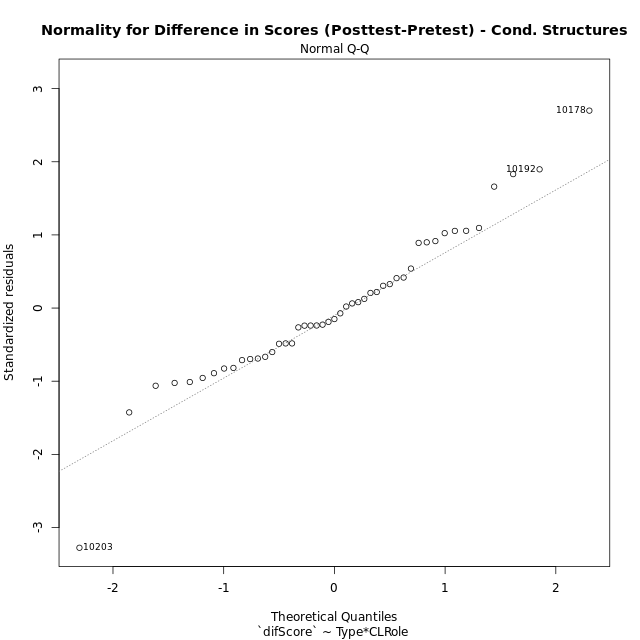 Normality for Difference in Scores (Posttest-Pretest) - Cond. Structures
Normal Q-Q
3
2
1
0
-1
-2
-3
Standardized residuals
10178
10192
10203
-2 -1 0 1 2
Theoretical Quantiles
`difScore` ~ Type*CLRole